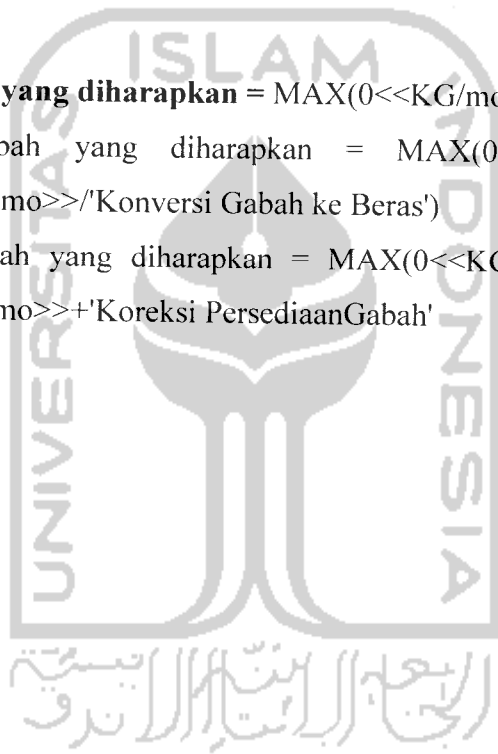 ISLAM
yang diharapkan = MAX(0<<KG/mo
bah yang diharapkan = MAX(0
mo>>/'Konversi Gabah ke Beras')
ah yang diharapkan = MAX(0<<KG
mo>>+'Koreksi PersediaanGabah'
UNIVERSITAS
INDONESIA